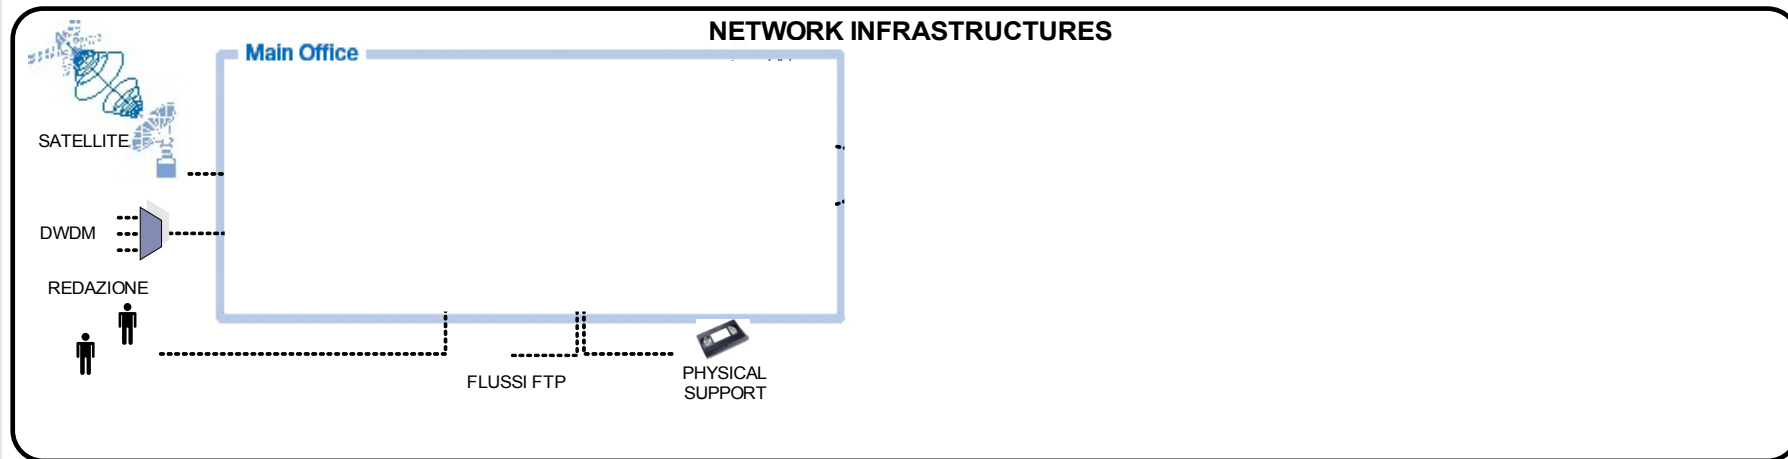 NETWORK INFRASTRUCTURES
Main Office
SATELLITE
DWDM
REDAZIONE
FLUSSI FTP
PHYSICAL
SUPPORT